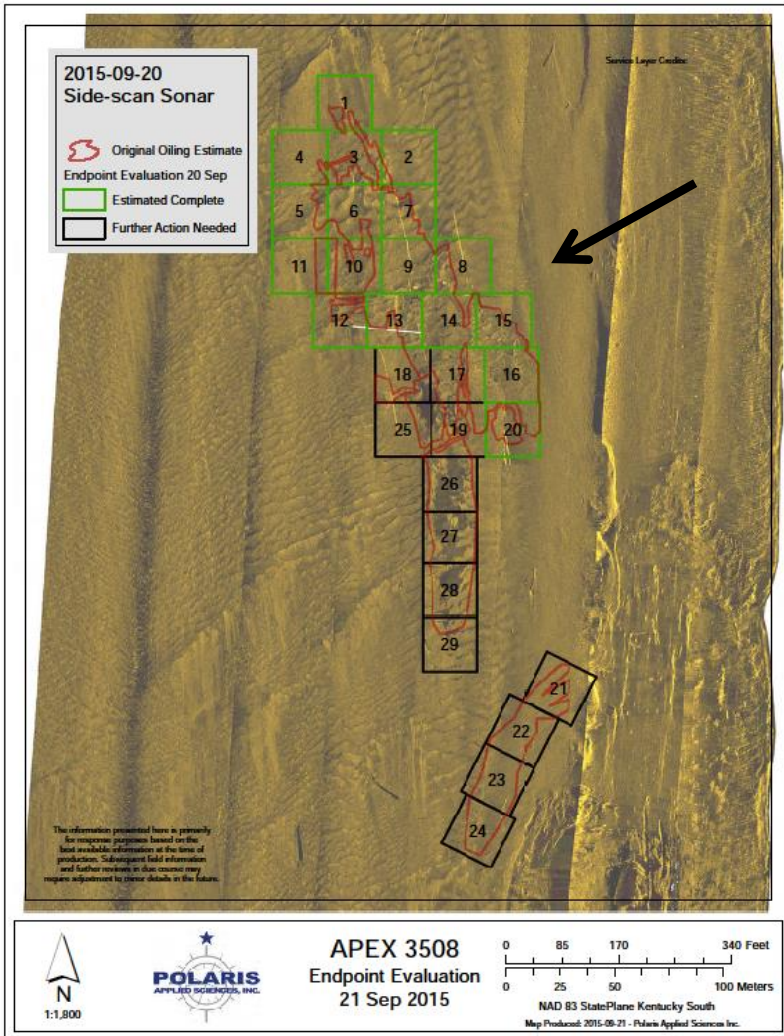 2015-09-20
Side-scan Sonar
Original Oiling Estimate
Endpoint Evaluation 20 Sep
Estimated Complete
Further Action Needed
Service Layer Credits:
1
4
3
2
5
6
7
11
10
9
8
12
13
14
15
18
17
16
25
19
20
26
27
28
29
21
22
23
24
The information presented here is primarily
for response purposes based on the
best available information at the time of
production. Subsequent field information
and further reviews in due course may
require adjustment to minor details in the future.
N
1:1,800
POLARIS
APPLIED SCIENCES, INC.
APEX 3508
Endpoint Evaluation
21 Sep 2015
0 85 170 340 Feet
0 25 50 100 Meters
NAD 83 StatePlane Kentucky South
Map Produced: 2015-09-21 - Polaris Applied Sciences Inc.